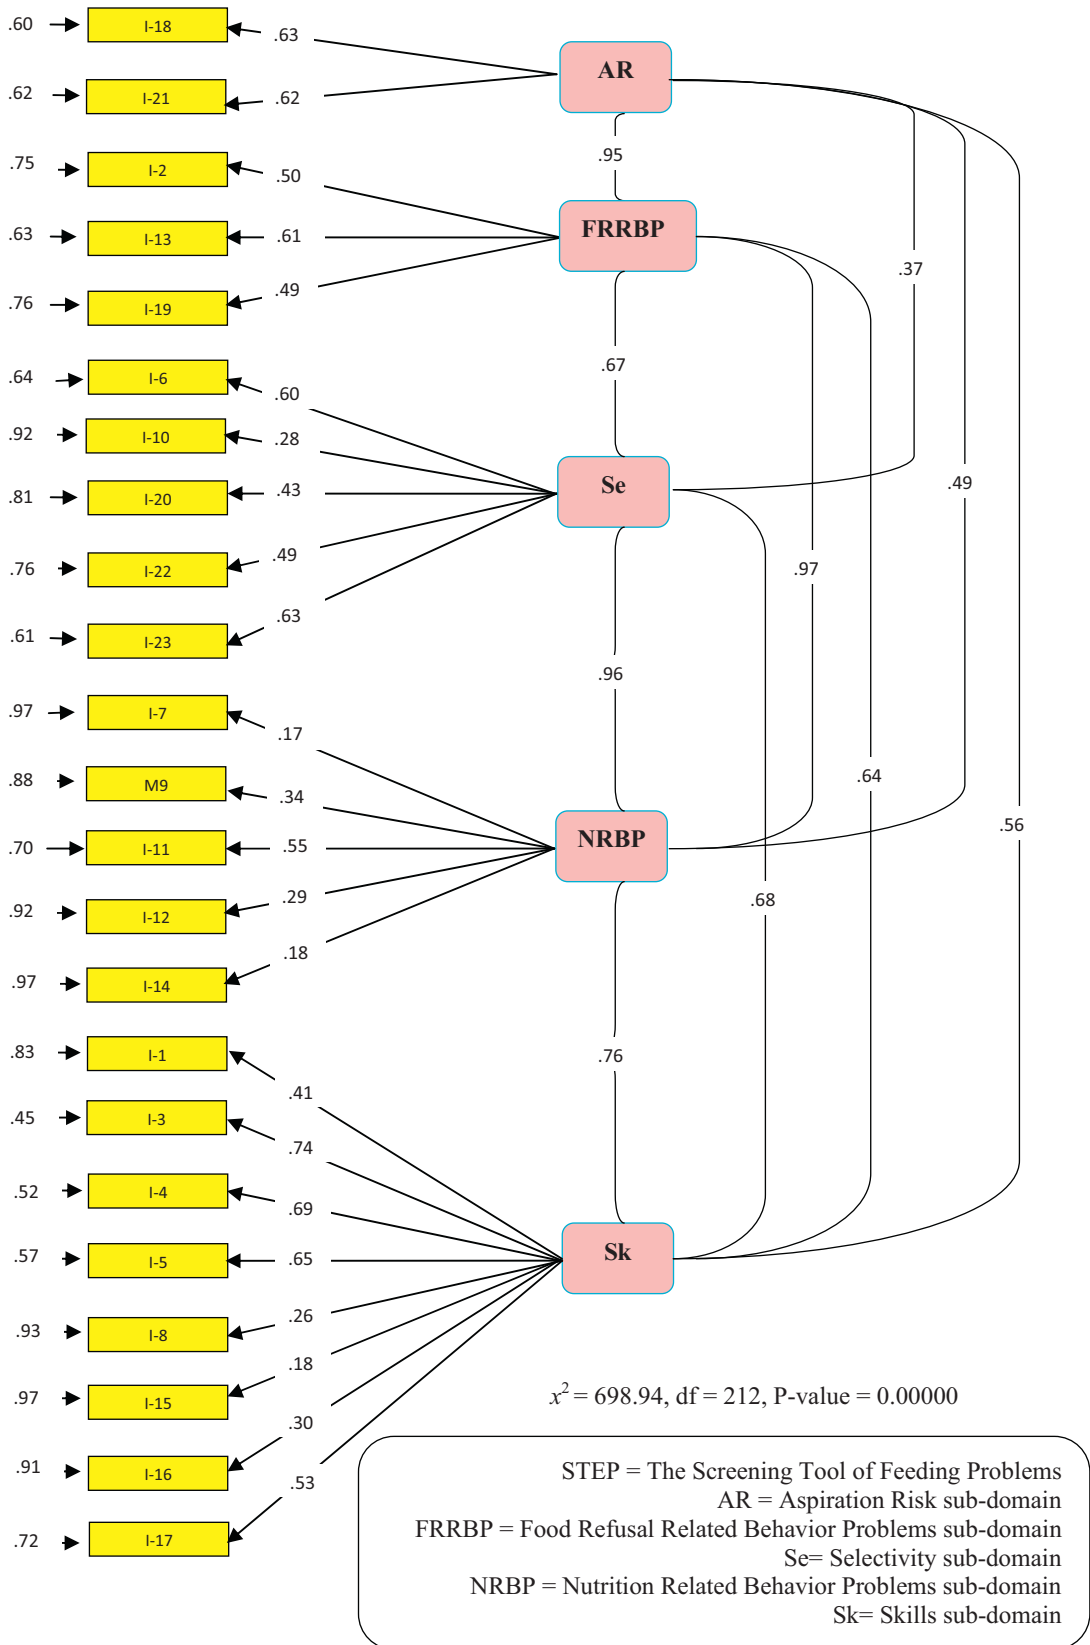 .60 I-18 .63
AR
.62 I-21 .62
.95
.75 I-2 .50
FRRBP
.63 I-13 .61
.37
.76 I-19 .49
.67
.64 I-6 .60
.92 I-10 .28
Se
.81 I-20 .43
.49
.76 I-22 .49
.97
.61 I-23 .63
.96
.97 I-7 .17
.88 M9 .34
.64
.56
.70 I-11 .55
NRBP
.92 I-12 .29
.68
.97 I-14 .18
.83 I-1 .41
.76
.45 I-3 .74
.52 I-4 .69
.57 I-5 .65
Sk
.93 I-8 .26
.97 I-15 .18
x² = 698.94, df = 212, P-value = 0.00000
.91 I-16 .30
.72 I-17 .53
STEP = The Screening Tool of Feeding Problems
AR = Aspiration Risk sub-domain
FRRBP = Food Refusal Related Behavior Problems sub-domain
Se= Selectivity sub-domain
NRBP = Nutrition Related Behavior Problems sub-domain
Sk= Skills sub-domain